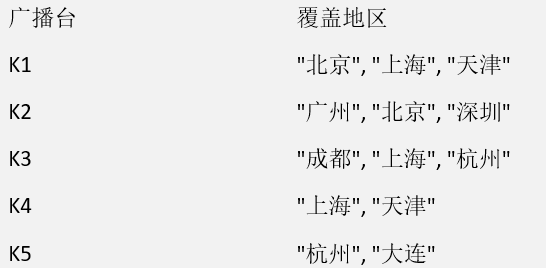 广播台 覆盖地区
K1 "北京", "上海", "天津"
K2 "广州", "北京", "深圳"
K3 "成都", "上海", "杭州"
K4 "上海", "天津"
K5 "杭州", "大连"